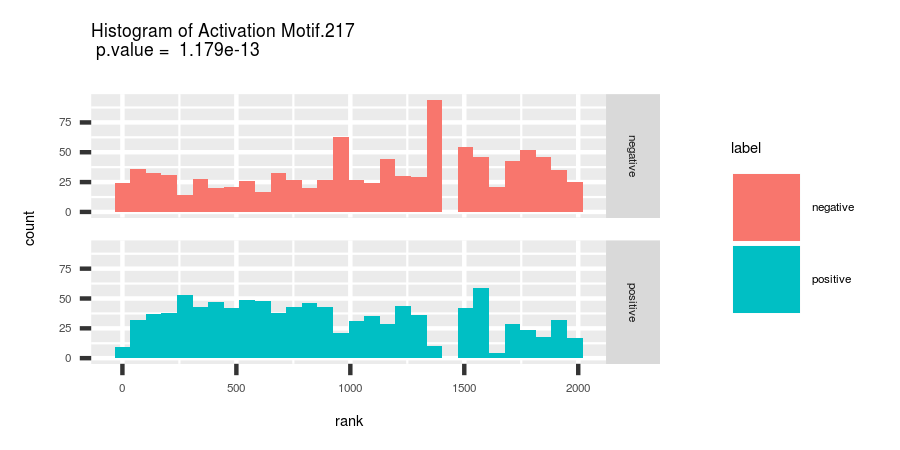 Histogram of Activation Motif.217
p.value = 1.179e-13
count
75
50
25
0
negative
75
50
25
0
positive
0 500 1000 1500 2000
rank
label
negative
positive